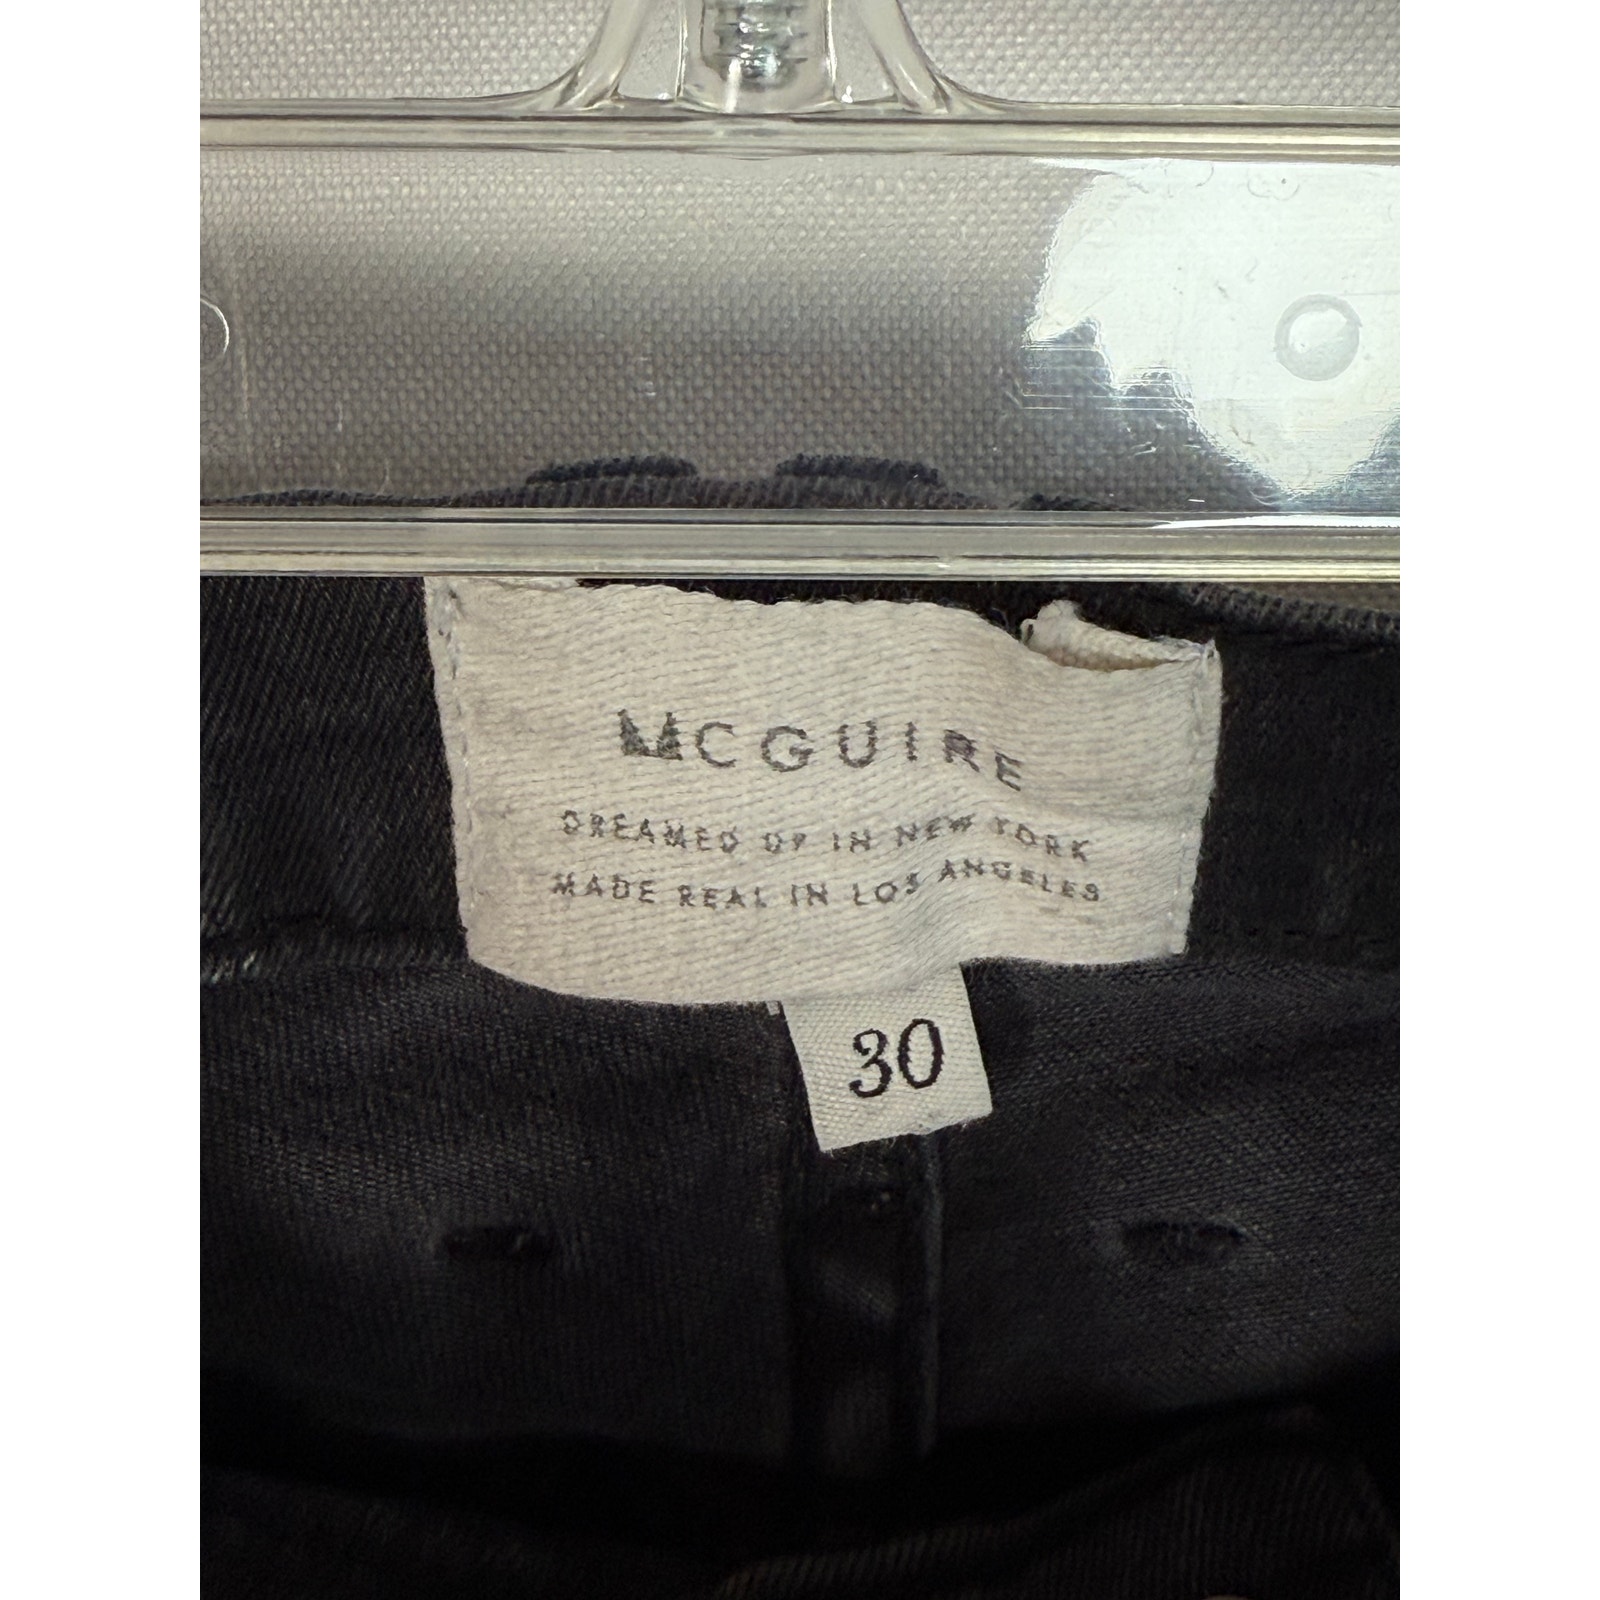 MCGUIRE
DREAMED UP IN NEW YORK
MADE REAL IN LOS ANGELES
30